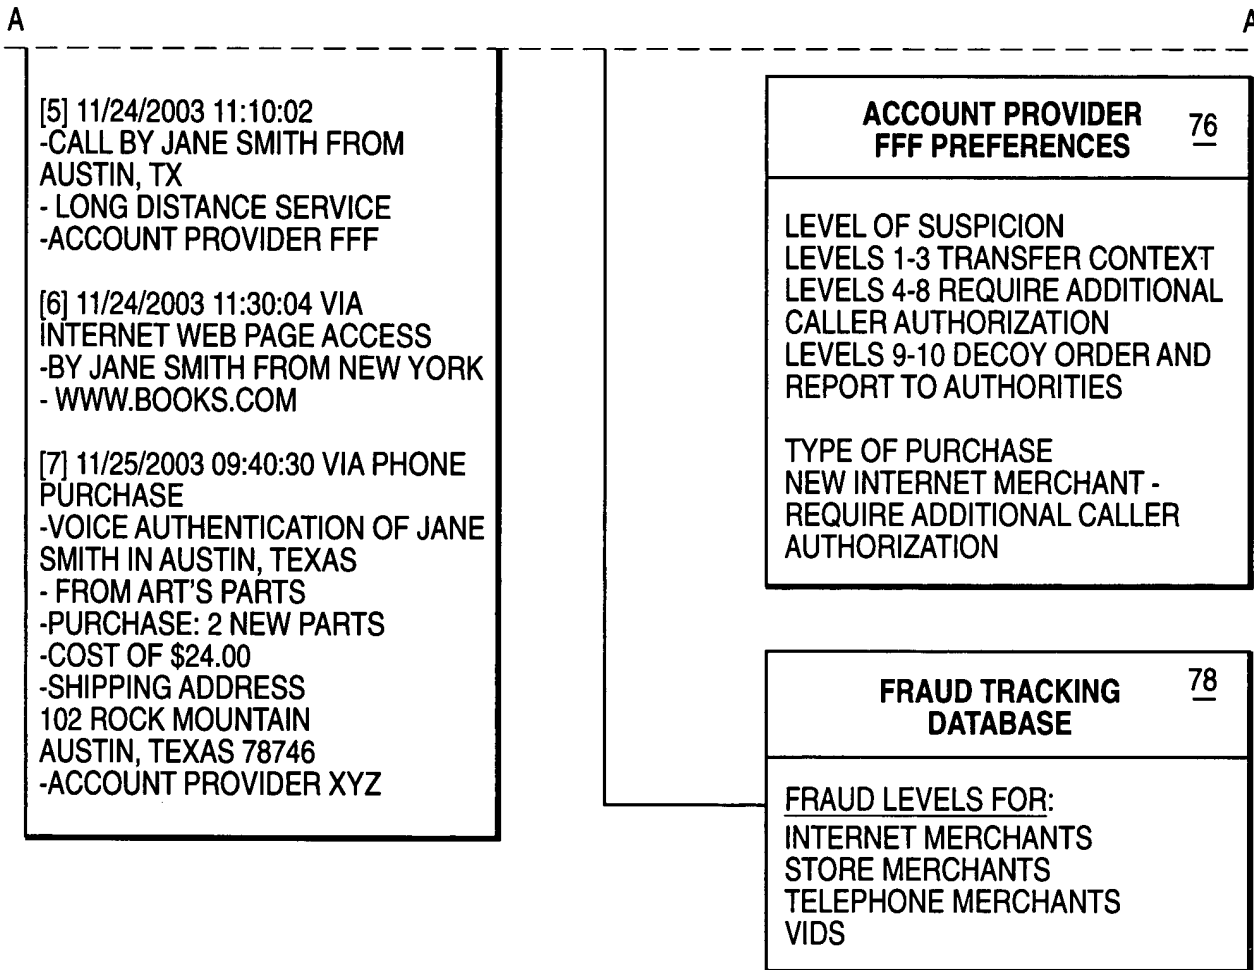 A
A
[5] 11/24/2003 11:10:02
-CALL BY JANE SMITH FROM
AUSTIN, TX
- LONG DISTANCE SERVICE
-ACCOUNT PROVIDER FFF
[6] 11/24/2003 11:30:04 VIA
INTERNET WEB PAGE ACCESS
-BY JANE SMITH FROM NEW YORK
- WWW.BOOKS.COM
[7] 11/25/2003 09:40:30 VIA PHONE
PURCHASE
-VOICE AUTHENTICATION OF JANE
SMITH IN AUSTIN, TEXAS
- FROM ART'S PARTS
-PURCHASE: 2 NEW PARTS
-COST OF $24.00
-SHIPPING ADDRESS
102 ROCK MOUNTAIN
AUSTIN, TEXAS 78746
-ACCOUNT PROVIDER XYZ
ACCOUNT PROVIDER 76
FFF PREFERENCES
LEVEL OF SUSPICION
LEVELS 1-3 TRANSFER CONTEXT
LEVELS 4-8 REQUIRE ADDITIONAL
CALLER AUTHORIZATION
LEVELS 9-10 DECOY ORDER AND
REPORT TO AUTHORITIES
TYPE OF PURCHASE
NEW INTERNET MERCHANT -
REQUIRE ADDITIONAL CALLER
AUTHORIZATION
FRAUD TRACKING 78
DATABASE
FRAUD LEVELS FOR:
INTERNET MERCHANTS
STORE MERCHANTS
TELEPHONE MERCHANTS
VIDS